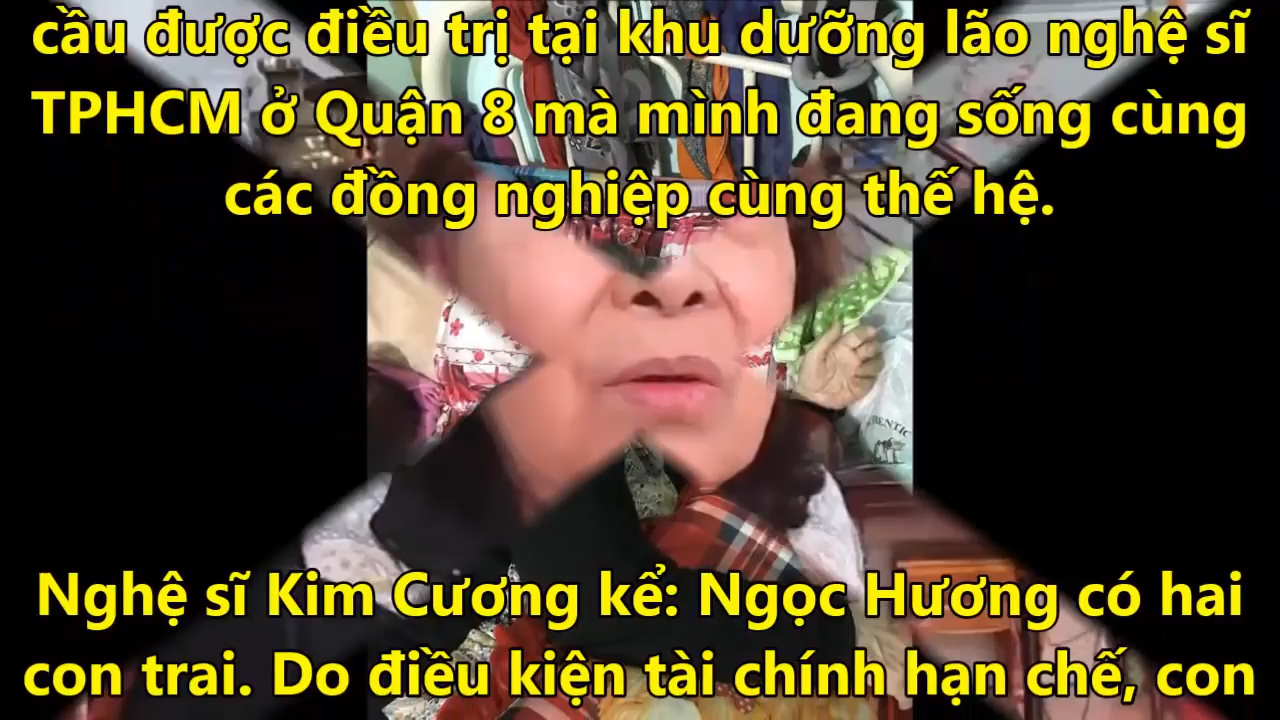 cầu được điều trị tại khu dưỡng lão nghệ sĩ
TPHCM ở Quận 8 mà mình đang sống cùng
các đồng nghiệp cùng thế hệ.
Nghệ sĩ Kim Cương kể: Ngọc Hương có hai
con trai. Do điều kiện tài chính hạn chế, con